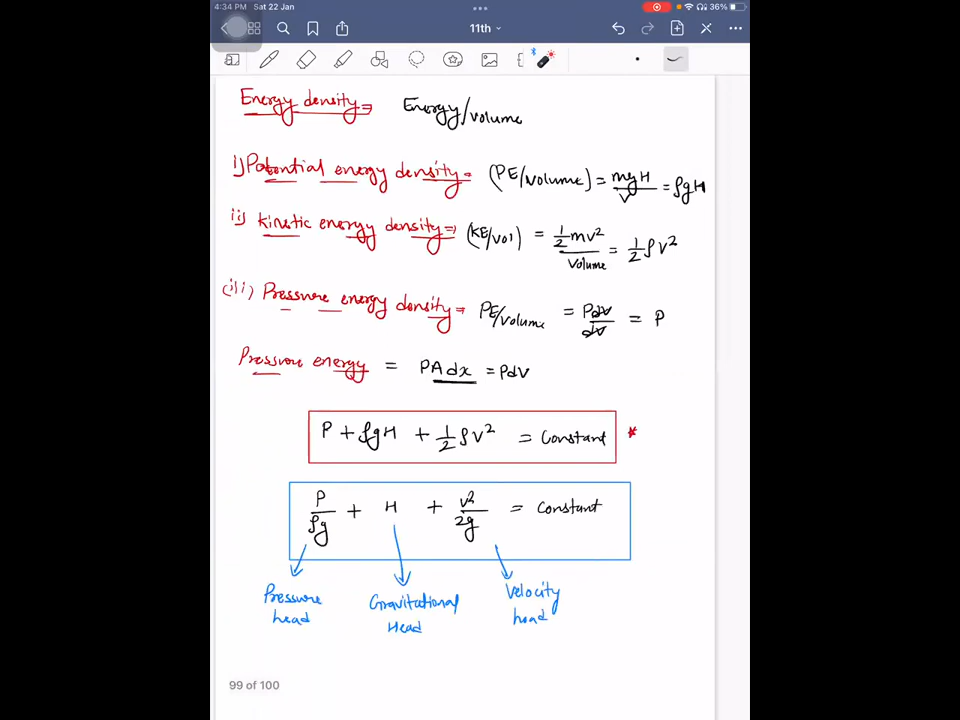 4:34 PM Sat 22 Jan
36%
11th
Energy density ⇒ Energy/volume
i) Potential energy density = (PE/volume) = mgH/V = ρgH
ii) kinetic energy density ⇒ (KE/vol) = ½mv²/volume = ½ρv²
(iii) Pressure energy density = PE/volume = Pdv/dv = P
Pressure energy = PAdx = Pdv
P + ρgH + ½ρv² = Constant *
P/ρg + H + v²/2g = Constant
Pressure head
Gravitational Head
Velocity head
99 of 100